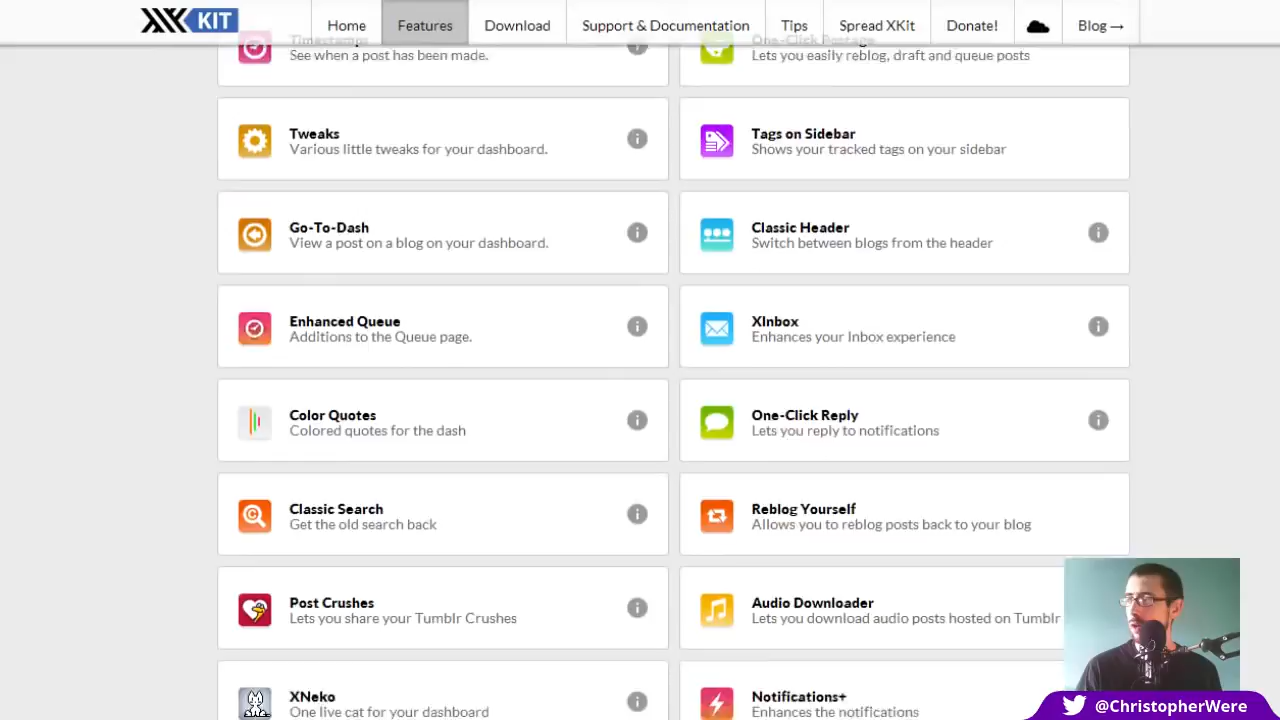 XKIT
Home
Features
Download
Support & Documentation
Tips
Spread XKit
Donate!
Blog →
Timestamps
See when a post has been made.
One-Click Postage
Lets you easily reblog, draft and queue posts
Tweaks
Various little tweaks for your dashboard.
Tags on Sidebar
Shows your tracked tags on your sidebar
Go-To-Dash
View a post on a blog on your dashboard.
Classic Header
Switch between blogs from the header
Enhanced Queue
Additions to the Queue page.
XInbox
Enhances your Inbox experience
Color Quotes
Colored quotes for the dash
One-Click Reply
Lets you reply to notifications
Classic Search
Get the old search back
Reblog Yourself
Allows you to reblog posts back to your blog
Post Crushes
Lets you share your Tumblr Crushes
Audio Downloader
Lets you download audio posts hosted on Tumblr
XNeko
One live cat for your dashboard
Notifications+
Enhances the notifications
@ChristopherWere